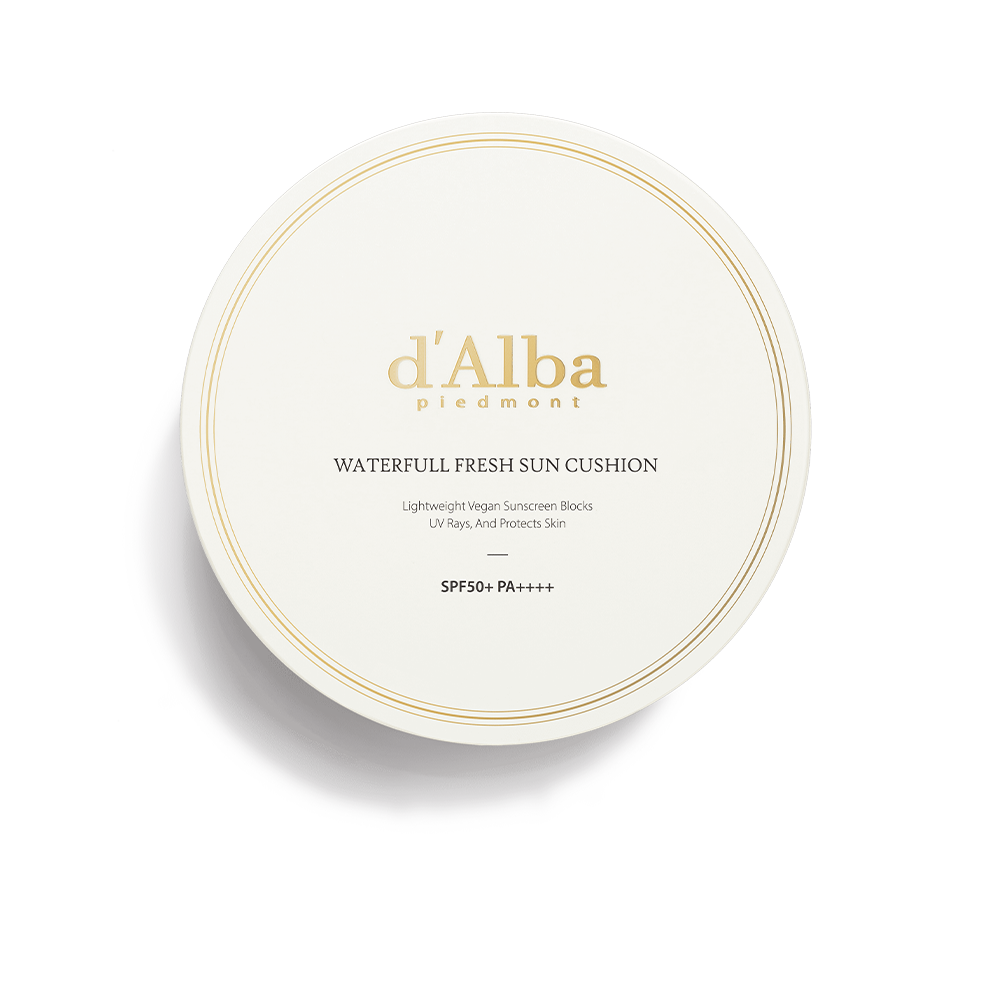 d'Alba
piedmont
WATERFULL FRESH SUN CUSHION
Lightweight Vegan Sunscreen Blocks
UV Rays, And Protects Skin
SPF50+ PA++++